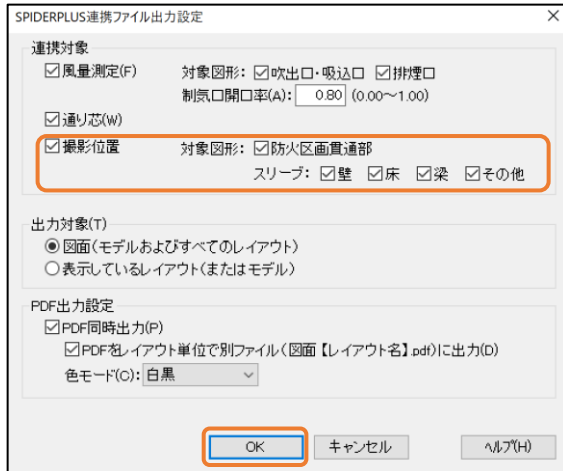 SPIDERPLUS連携ファイル出力設定
連携対象
風量測定(F) 対象図形: 吹出口・吸込口 排煙口
制気口開口率(A): 0.80 (0.00～1.00)
通り芯(W)
撮影位置 対象図形: 防火区画貫通部
スリーブ: 壁 床 梁 その他
出力対象(T)
図面(モデルおよびすべてのレイアウト)
表示しているレイアウト(またはモデル)
PDF出力設定
PDF同時出力(P)
PDFをレイアウト単位で別ファイル(図面【レイアウト名】.pdf)に出力(D)
色モード(C): 白黒
OK キャンセル ヘルプ(H)